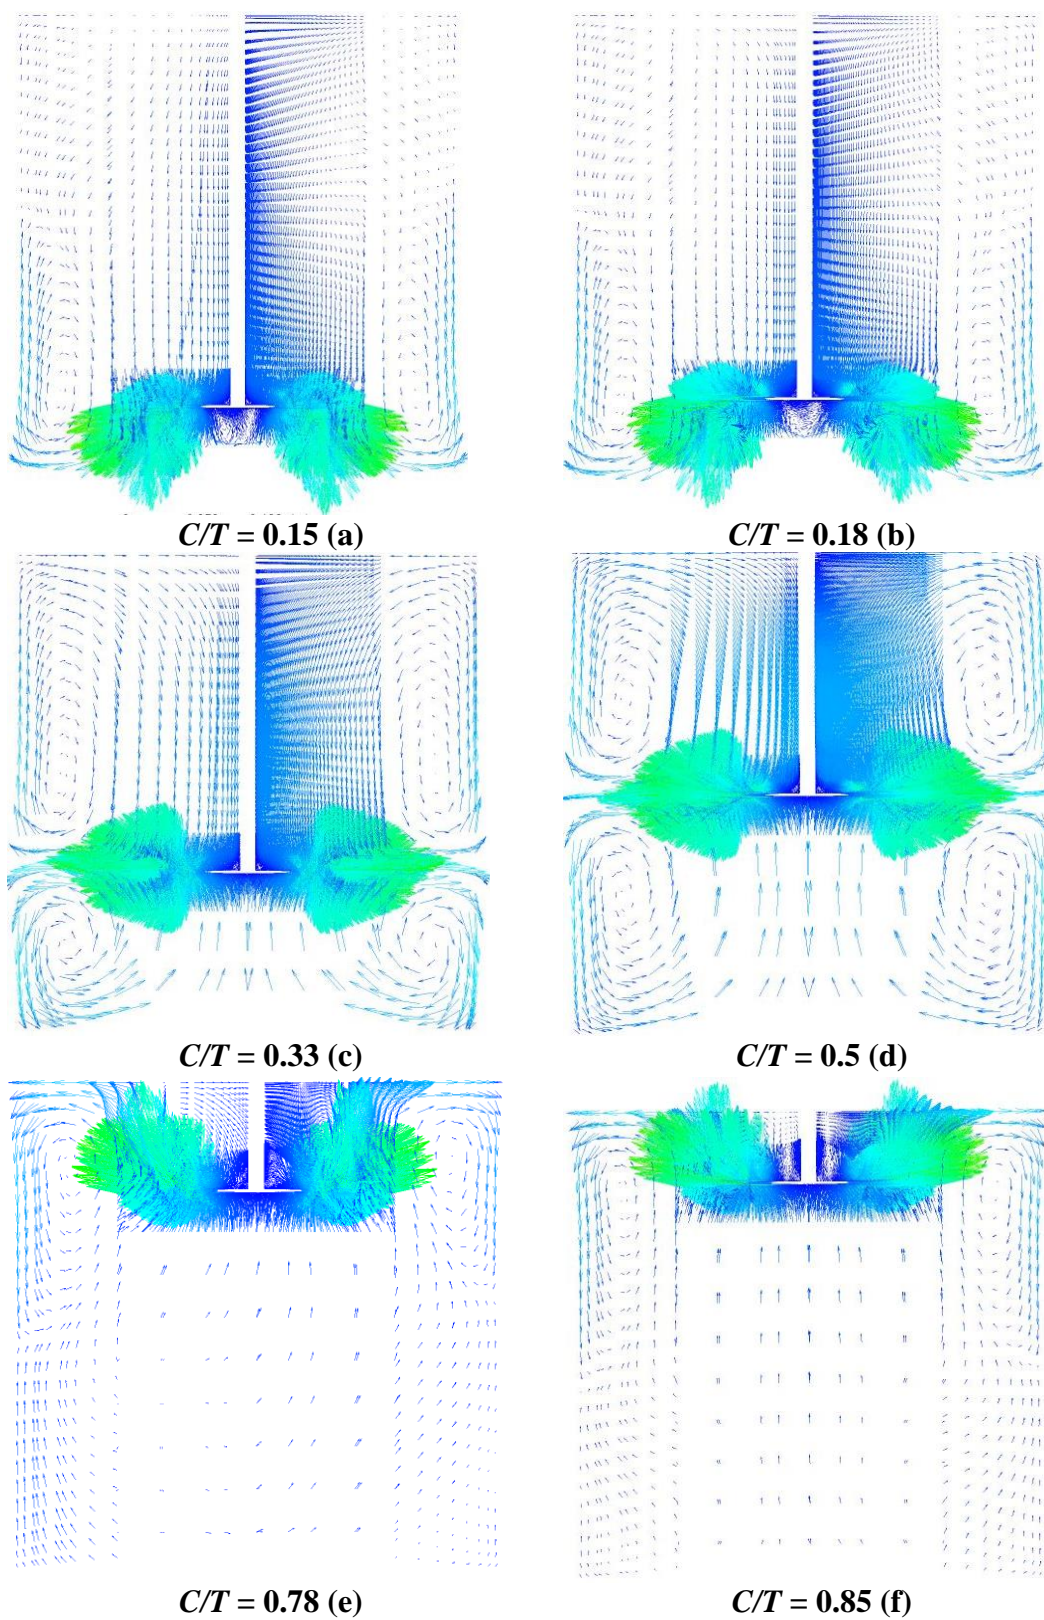 C/T = 0.15 (a)
C/T = 0.18 (b)
C/T = 0.33 (c)
C/T = 0.5 (d)
C/T = 0.78 (e)
C/T = 0.85 (f)